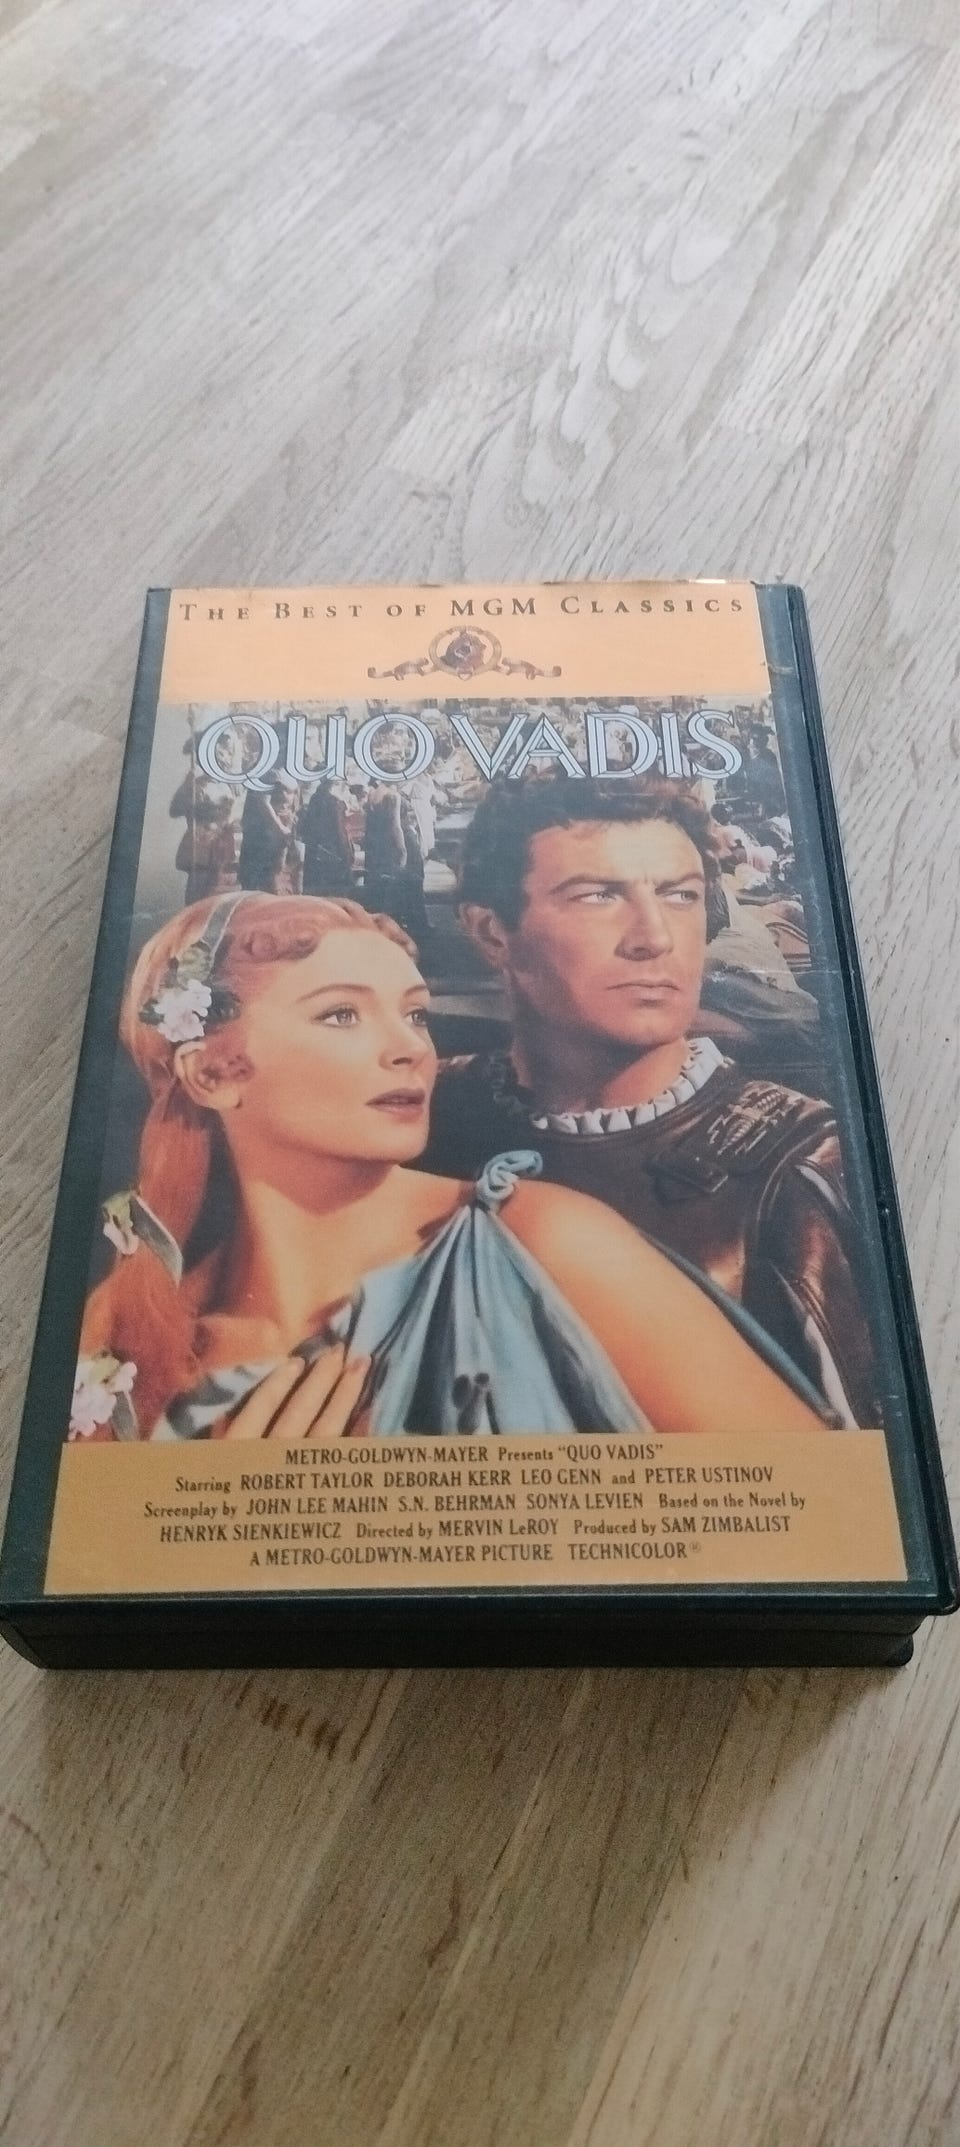 THE BEST OF MGM CLASSICS
QUO VADIS
METRO-GOLDWYN-MAYER Presents "QUO VADIS"
Starring ROBERT TAYLOR DEBORAH KERR LEO GENN and PETER USTINOV
Screenplay by JOHN LEE MAHIN S.N. BEHRMAN SONYA LEVIEN Based on the Novel by
HENRYK SIENKIEWICZ Directed by MERVIN LeROY Produced by SAM ZIMBALIST
A METRO-GOLDWYN-MAYER PICTURE TECHNICOLOR®